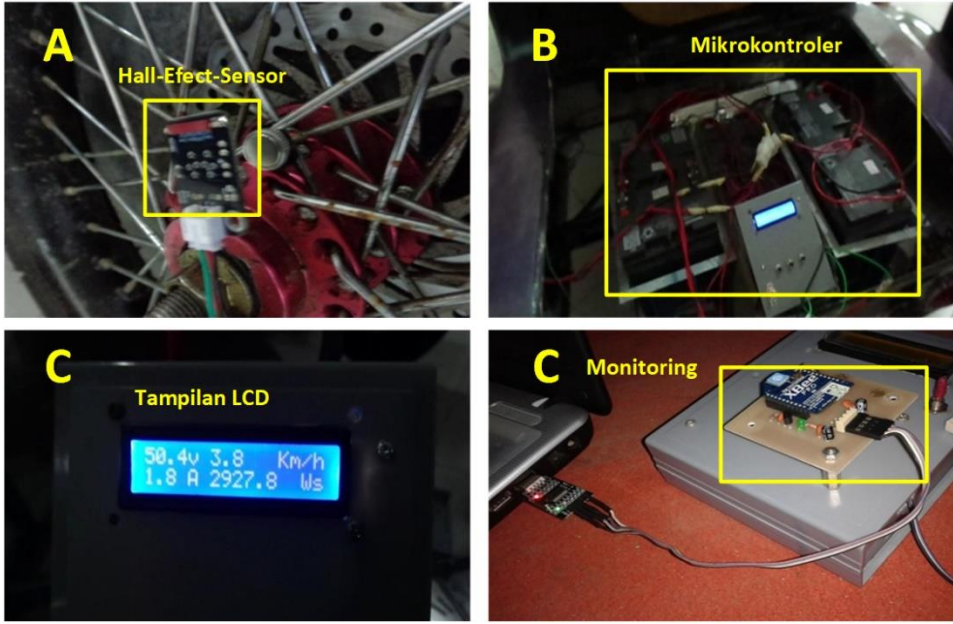 A
Hall-Efect-Sensor
B
Mikrokontroler
C
Tampilan LCD
50.4v 3.8 Km/h
1.8 A 2927.8 Ws
C
Monitoring
XBee